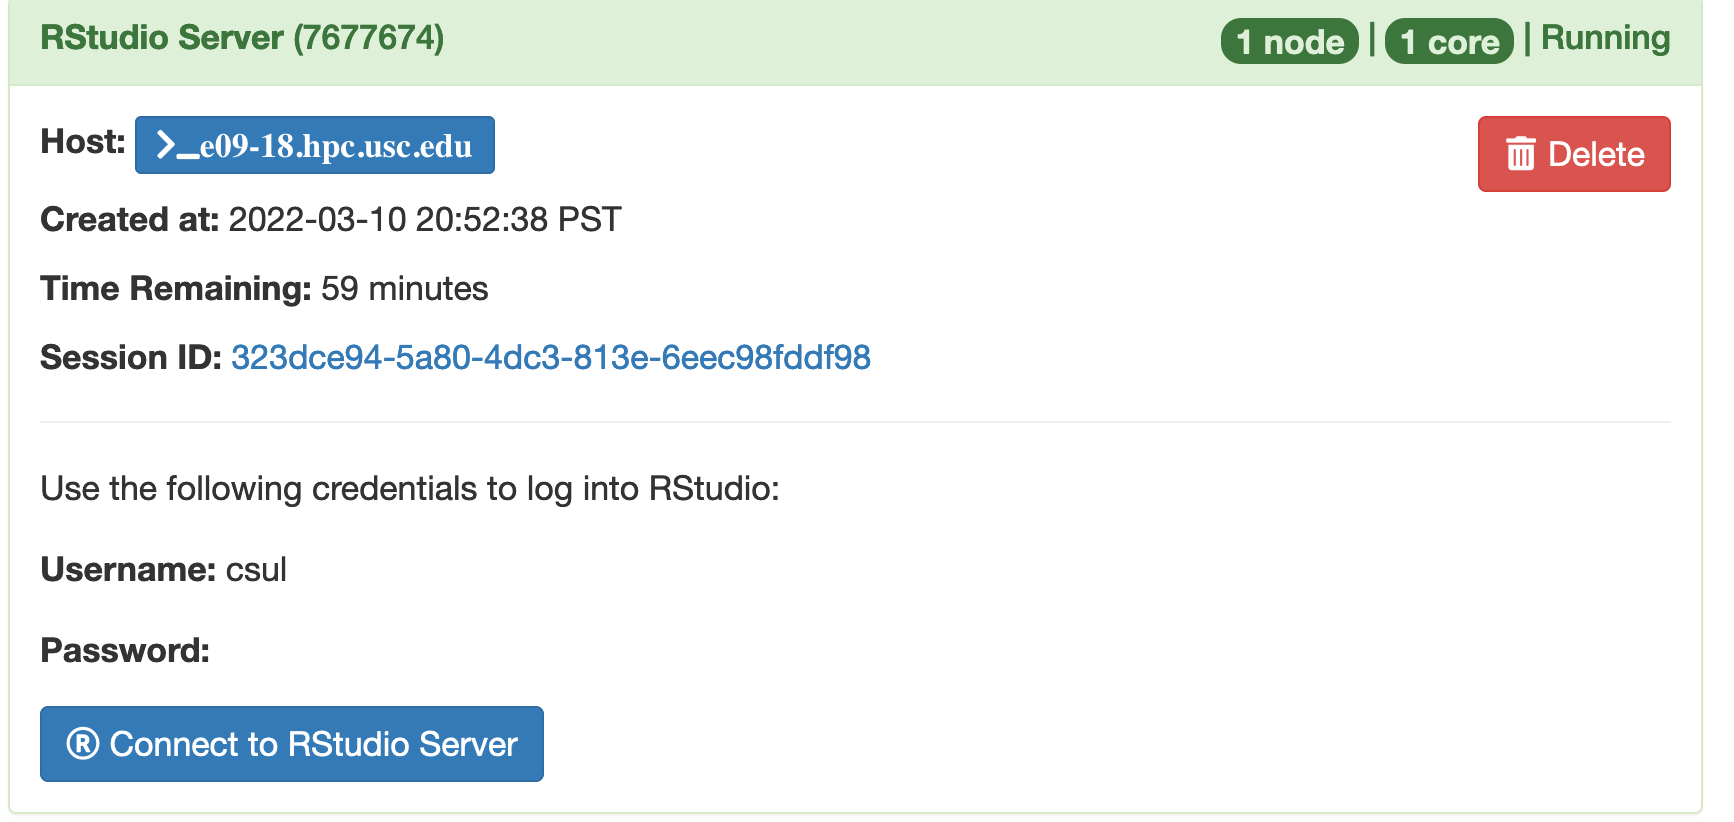 RStudio Server (7677674)
1 node | 1 core | Running
Host: >_e09-18.hpc.usc.edu
Delete
Created at: 2022-03-10 20:52:38 PST
Time Remaining: 59 minutes
Session ID: 323dce94-5a80-4dc3-813e-6eec98fddf98
Use the following credentials to log into RStudio:
Username: csul
Password:
® Connect to RStudio Server